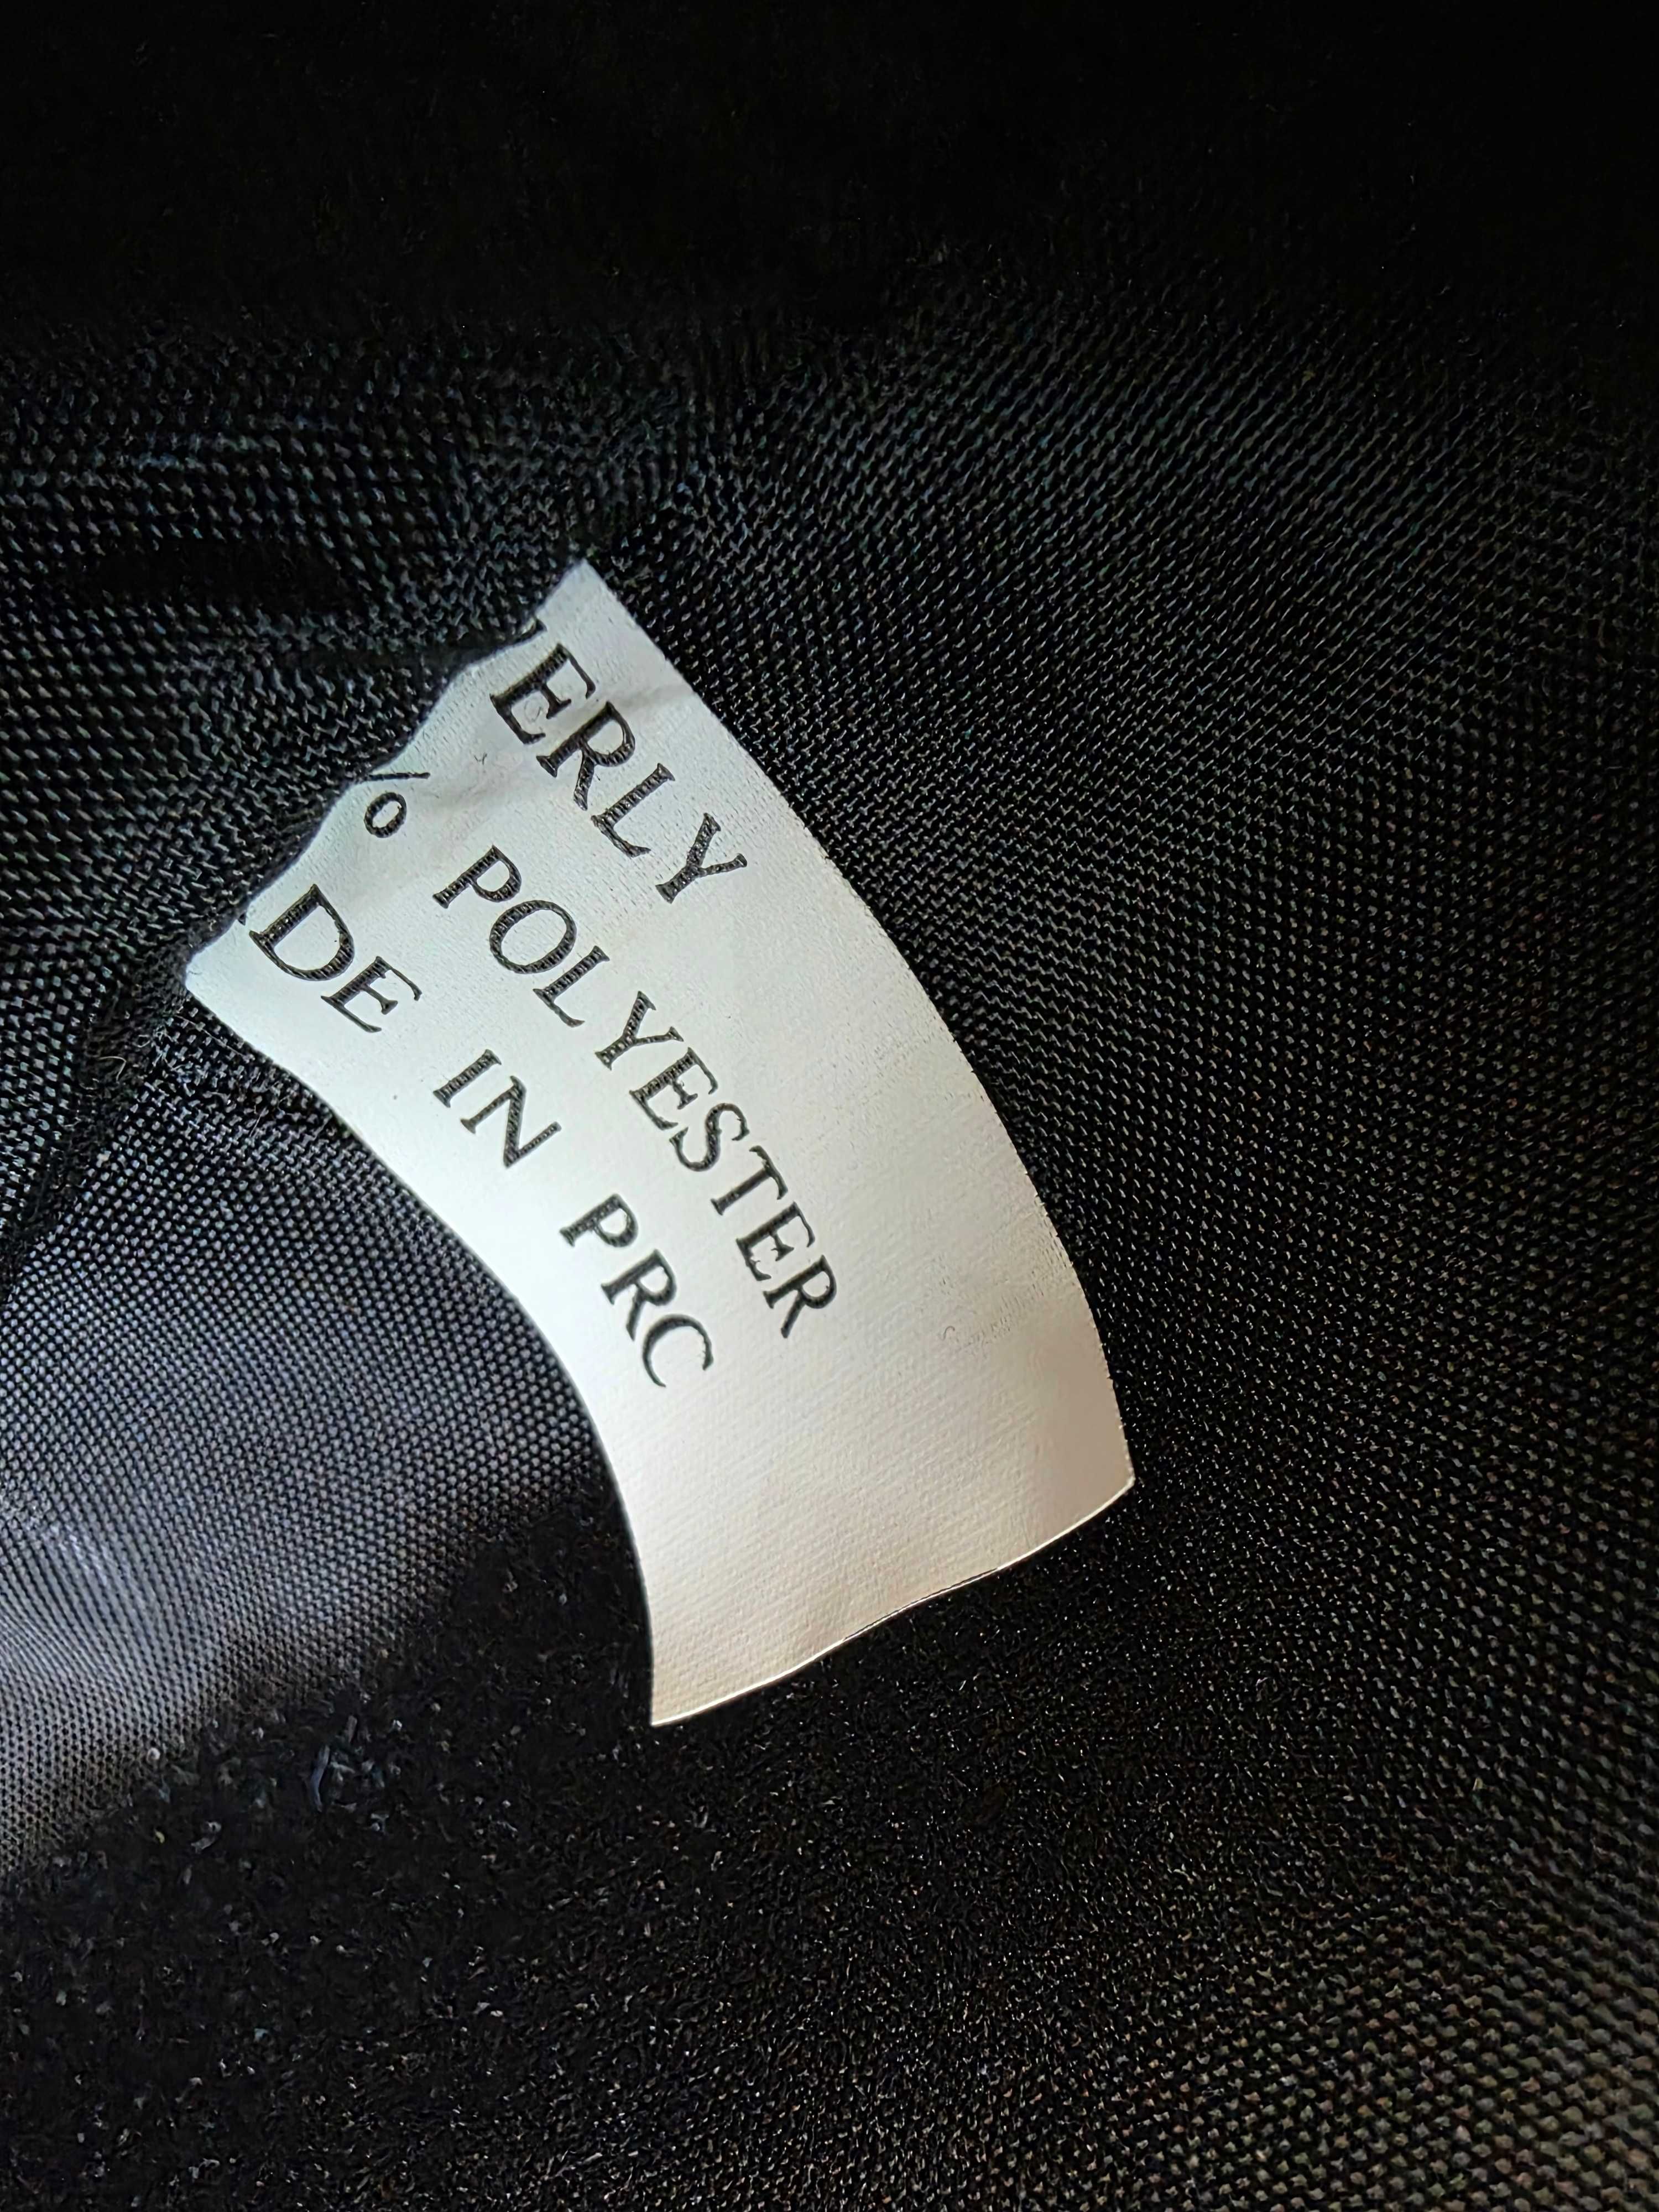 ERLY
% POLYESTER
DE IN PRC